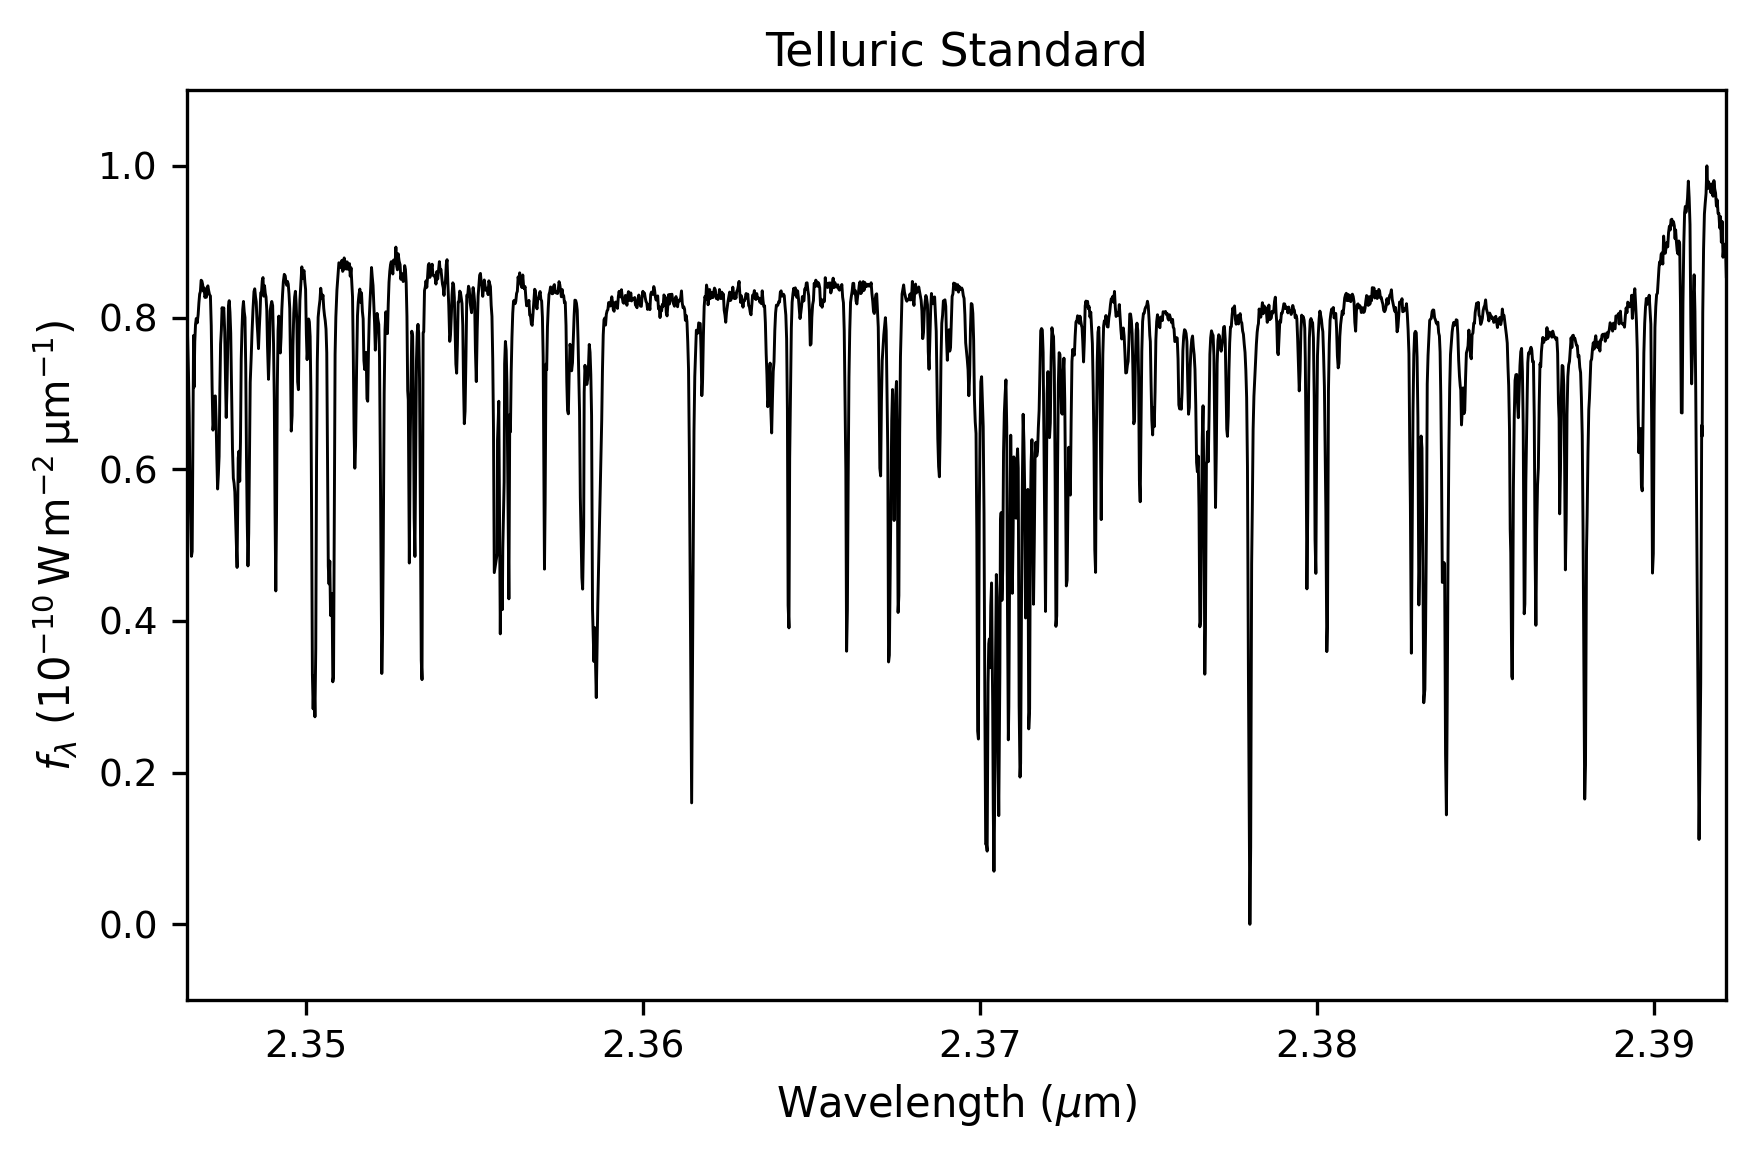 Telluric Standard
f_λ (10^−10 W m^−2 μm^−1)
1.0
0.8
0.6
0.4
0.2
0.0
2.35 2.36 2.37 2.38 2.39
Wavelength (μm)